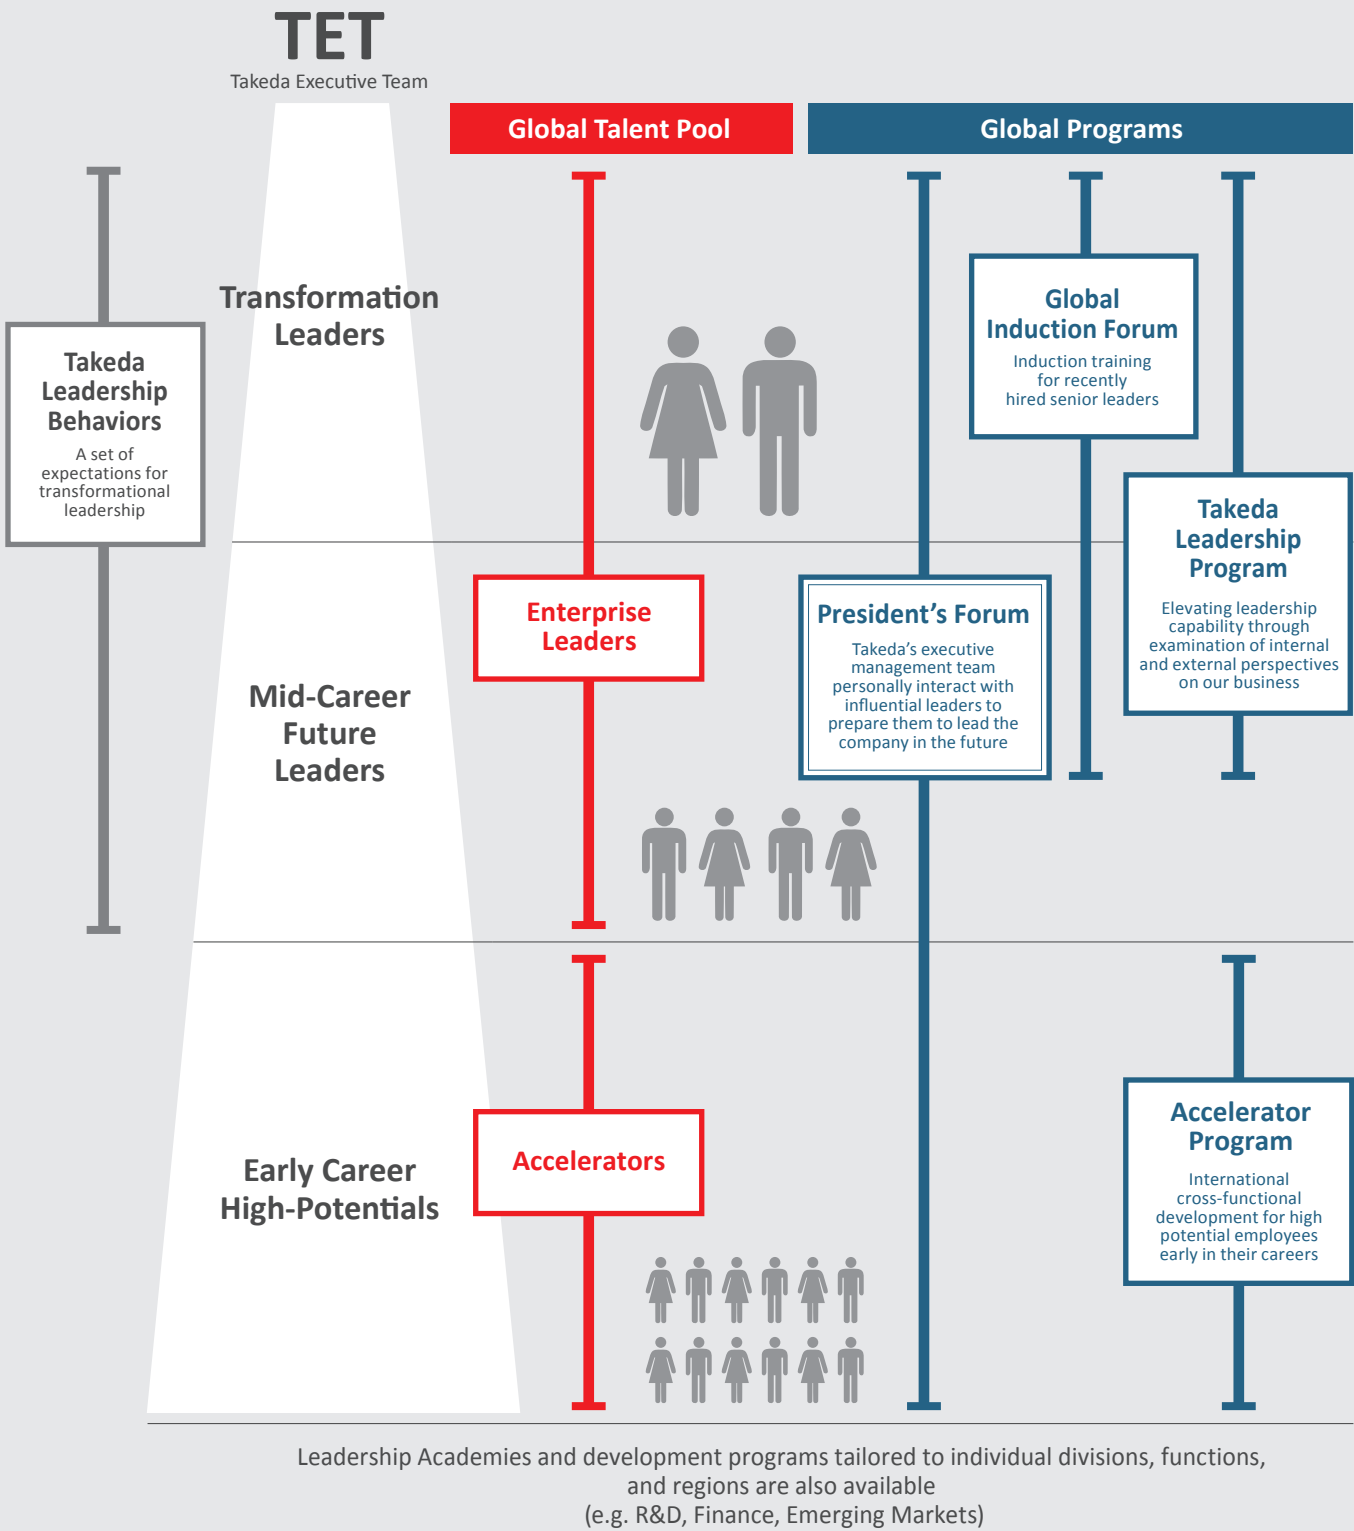 TET
Takeda Executive Team
Global Talent Pool
Global Programs
Transformation
Leaders
Takeda
Leadership
Behaviors
A set of
expectations for
transformational
leadership
Global
Induction Forum
Induction training
for recently
hired senior leaders
Takeda
Leadership
Program
Elevating leadership
capability through
examination of internal
and external perspectives
on our business
Enterprise
Leaders
President’s Forum
Takeda’s executive
management team
personally interact with
influential leaders to
prepare them to lead the
company in the future
Mid-Career
Future
Leaders
Early Career
High-Potentials
Accelerators
Accelerator
Program
International
cross-functional
development for high
potential employees
early in their careers
Leadership Academies and development programs tailored to individual divisions, functions,
and regions are also available
(e.g. R&D, Finance, Emerging Markets)